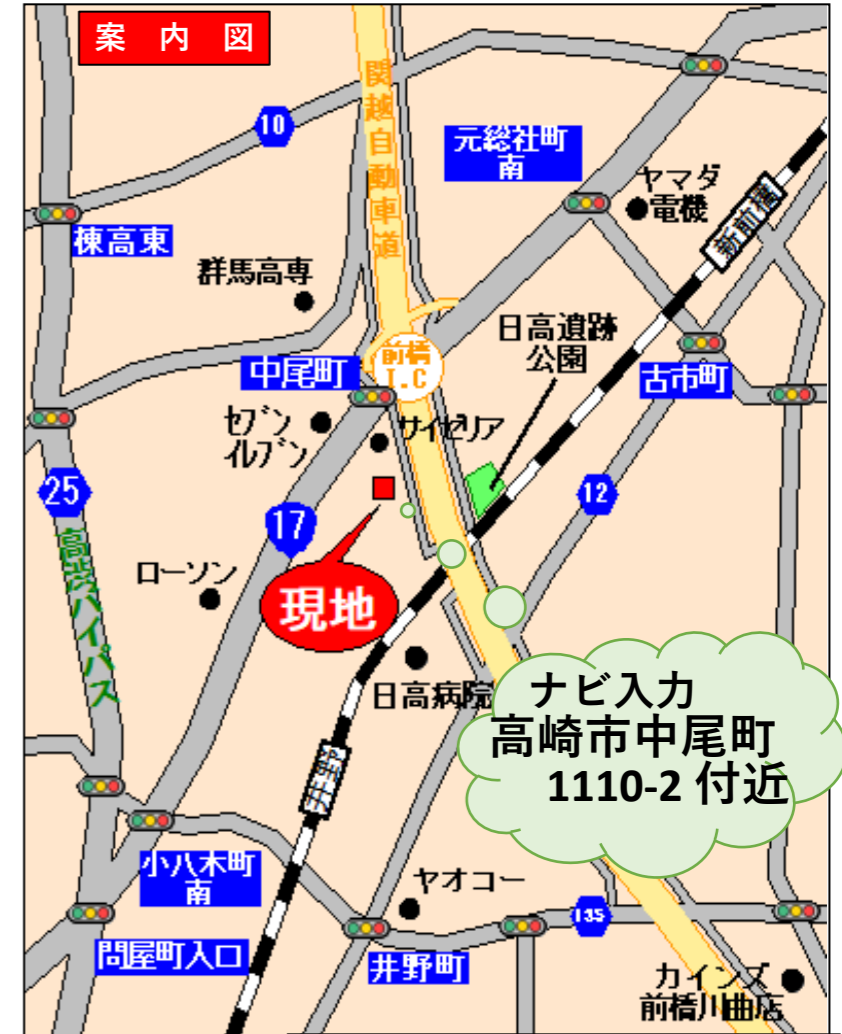 案 内 図
関越自動車道
10
元総社町
南
ヤマダ
電機
新前橋
棟高東
群馬高専
日高遺跡
公園
前橋
I.C
中尾町
古市町
セブン
イレブン
サイゼリア
25
17
12
高渋バイパス
ローソン
現地
日高病院
ナビ入力
高崎市中尾町
1110-2 付近
井野
小八木町
南
ヤオコー
135
問屋町入口
井野町
カインズ
前橋川曲店